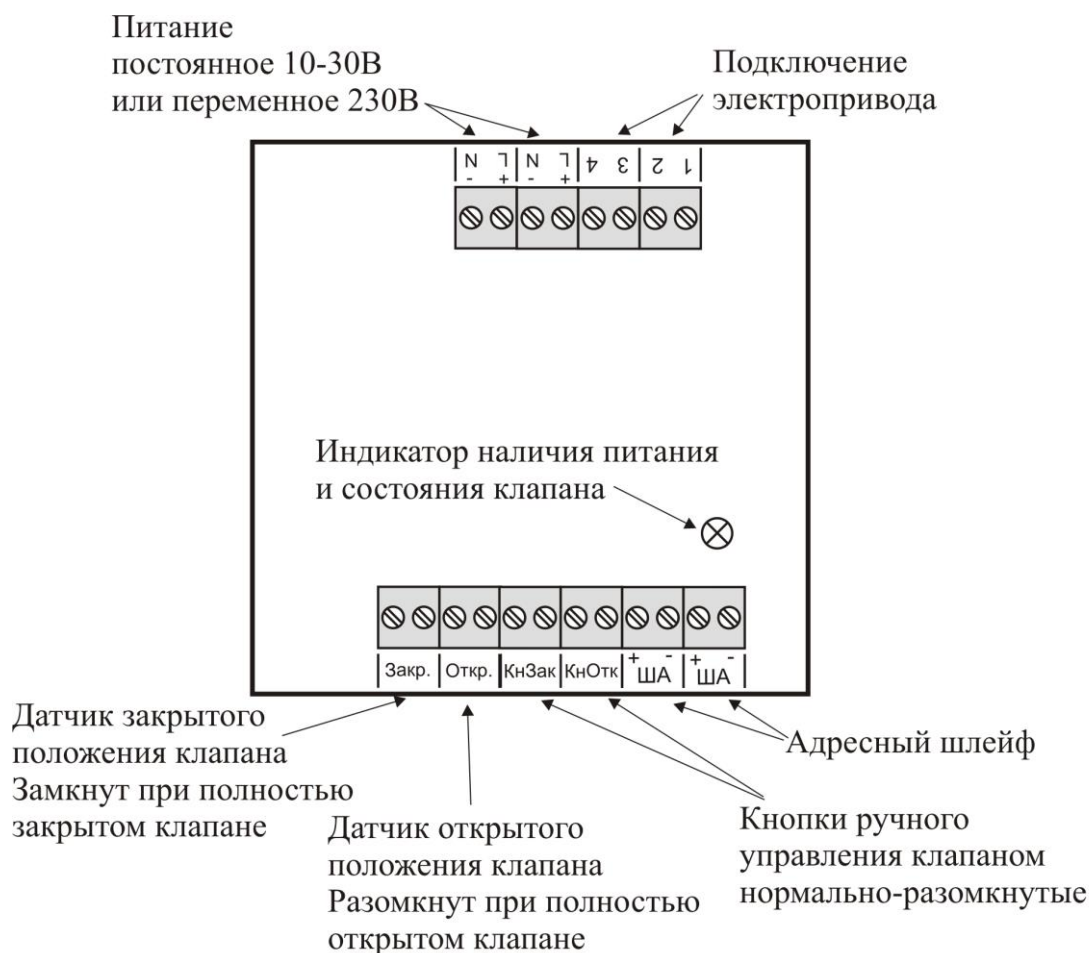 Питание
постоянное 10-30В
или переменное 230В
Подключение
электропривода
N L N L 4 3 2 1
- + - +
Индикатор наличия питания
и состояния клапана
Закр. Откр. КнЗак КнОтк + ША - + ША -
Датчик закрытого
положения клапана
Замкнут при полностью
закрытом клапане
Датчик открытого
положения клапана
Разомкнут при полностью
открытом клапане
Адресный шлейф
Кнопки ручного
управления клапаном
нормально-разомкнутые